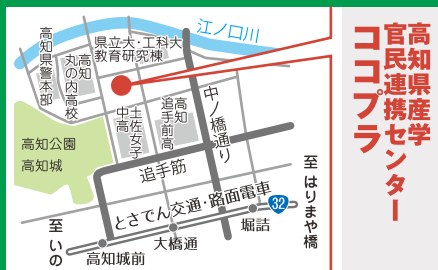 高知県産学
官民連携センター
ココプラ
江ノ口川
県立大・工科大
教育研究棟
高知県警本部
高知
丸の内高校
土佐女子
中高
高知
追手前高
中ノ橋通り
高知公園
高知城
追手筋
至 はりまや橋
とさでん交通・路面電車
32
至 いの
高知城前
大橋通
堀詰